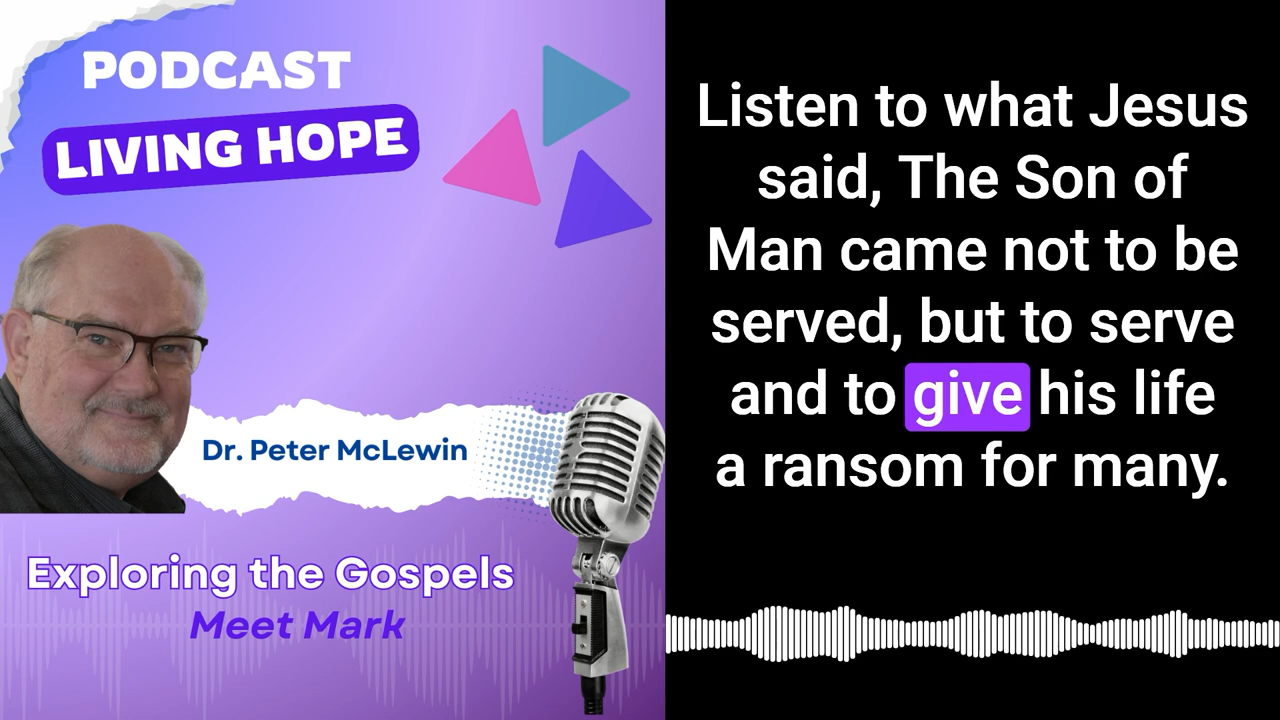 PODCAST
LIVING HOPE
Dr. Peter McLewin
Exploring the Gospels
Meet Mark
Listen to what Jesus
said, The Son of
Man came not to be
served, but to serve
and to give his life
a ransom for many.